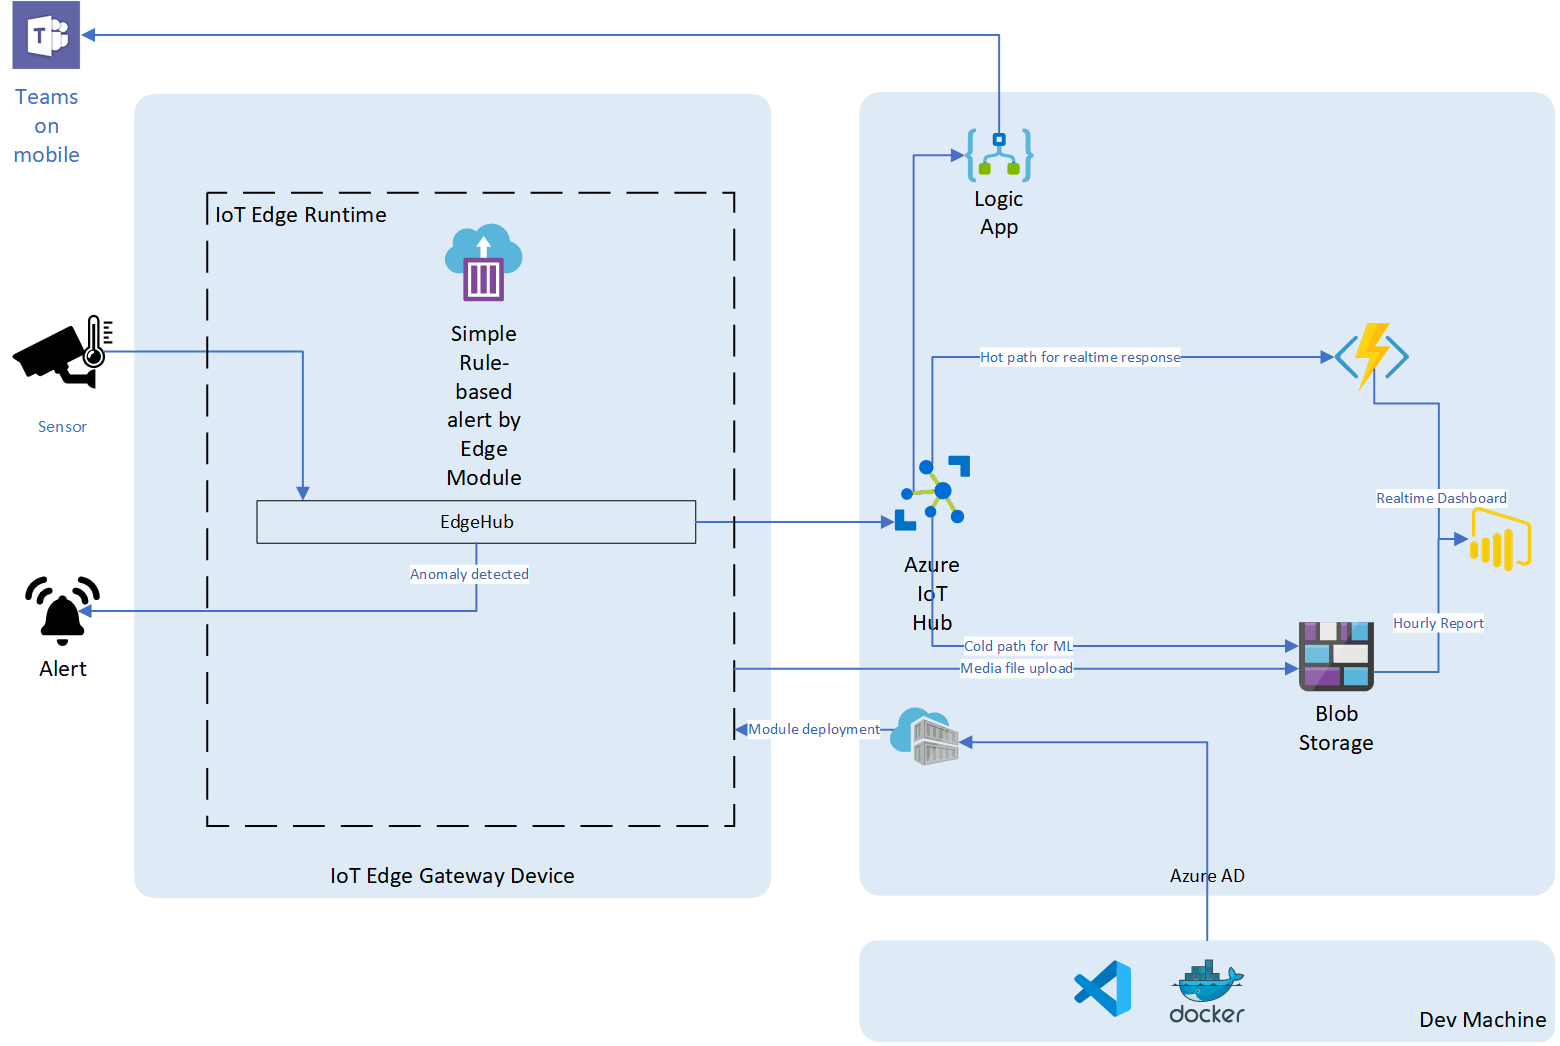 T
Teams
on
mobile
IoT Edge Runtime
Simple
Rule-
based
alert by
Edge
Module
Sensor
EdgeHub
Anomaly detected
Alert
IoT Edge Gateway Device
Logic
App
Hot path for realtime response
Azure
IoT
Hub
Realtime Dashboard
Hourly Report
Cold path for ML
Media file upload
Blob
Storage
Module deployment
Azure AD
docker
Dev Machine